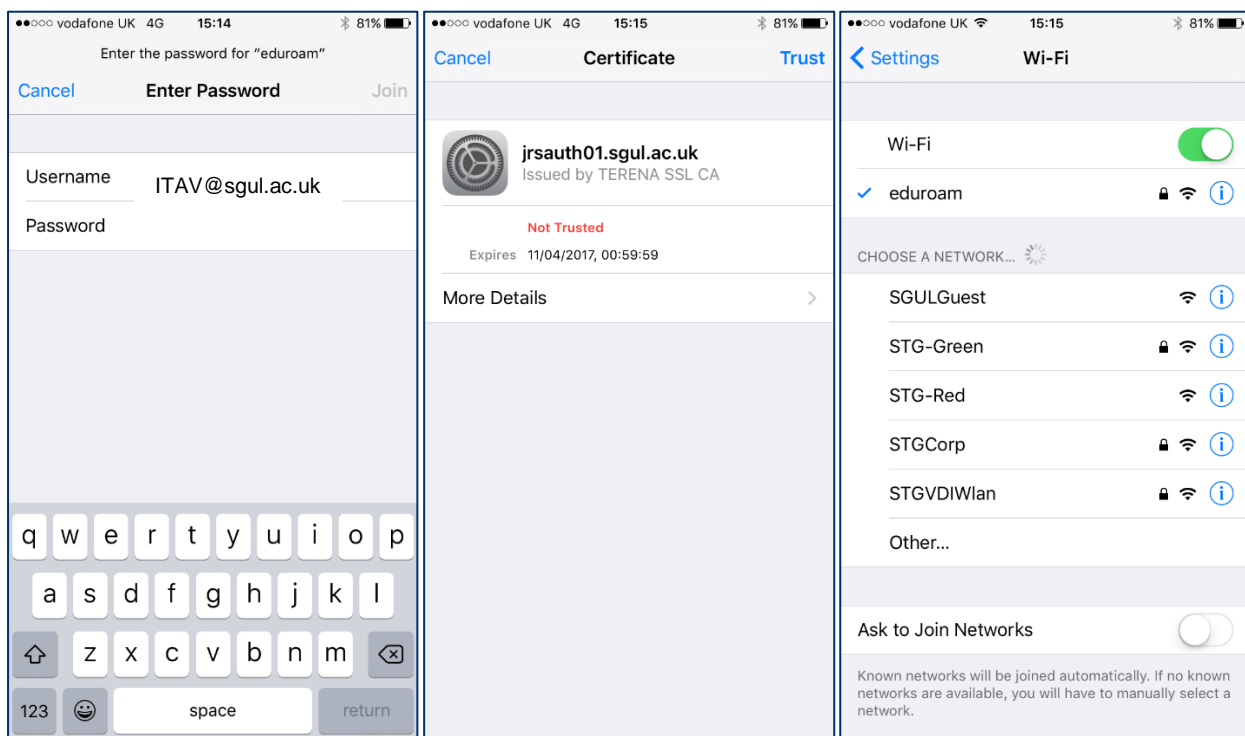 vodafone UK 4G 15:14 81%
Enter the password for “eduroam”
Cancel Enter Password Join
Username ITAV@sgul.ac.uk
Password
q w e r t y u i o p
a s d f g h j k l
z x c v b n m
123 space return
vodafone UK 4G 15:15 81%
Cancel Certificate Trust
jrsauth01.sgul.ac.uk
Issued by TERENA SSL CA
Not Trusted
Expires 11/04/2017, 00:59:59
More Details
vodafone UK 15:15 81%
Settings Wi-Fi
Wi-Fi
eduroam
CHOOSE A NETWORK...
SGULGuest
STG-Green
STG-Red
STGCorp
STGVDIWlan
Other...
Ask to Join Networks
Known networks will be joined automatically. If no known
networks are available, you will have to manually select a
network.